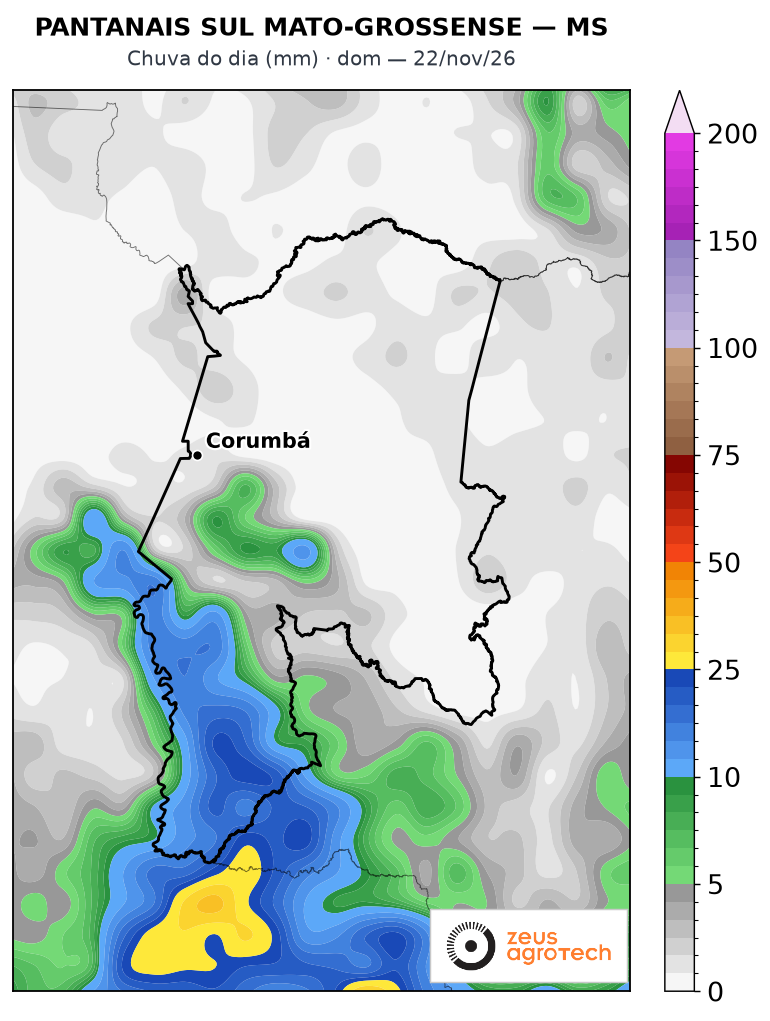 PANTANAIS SUL MATO-GROSSENSE — MS
Chuva do dia (mm) · dom — 22/nov/26
200
150
100
75
50
25
10
5
0
Corumbá
zeus
agrotech